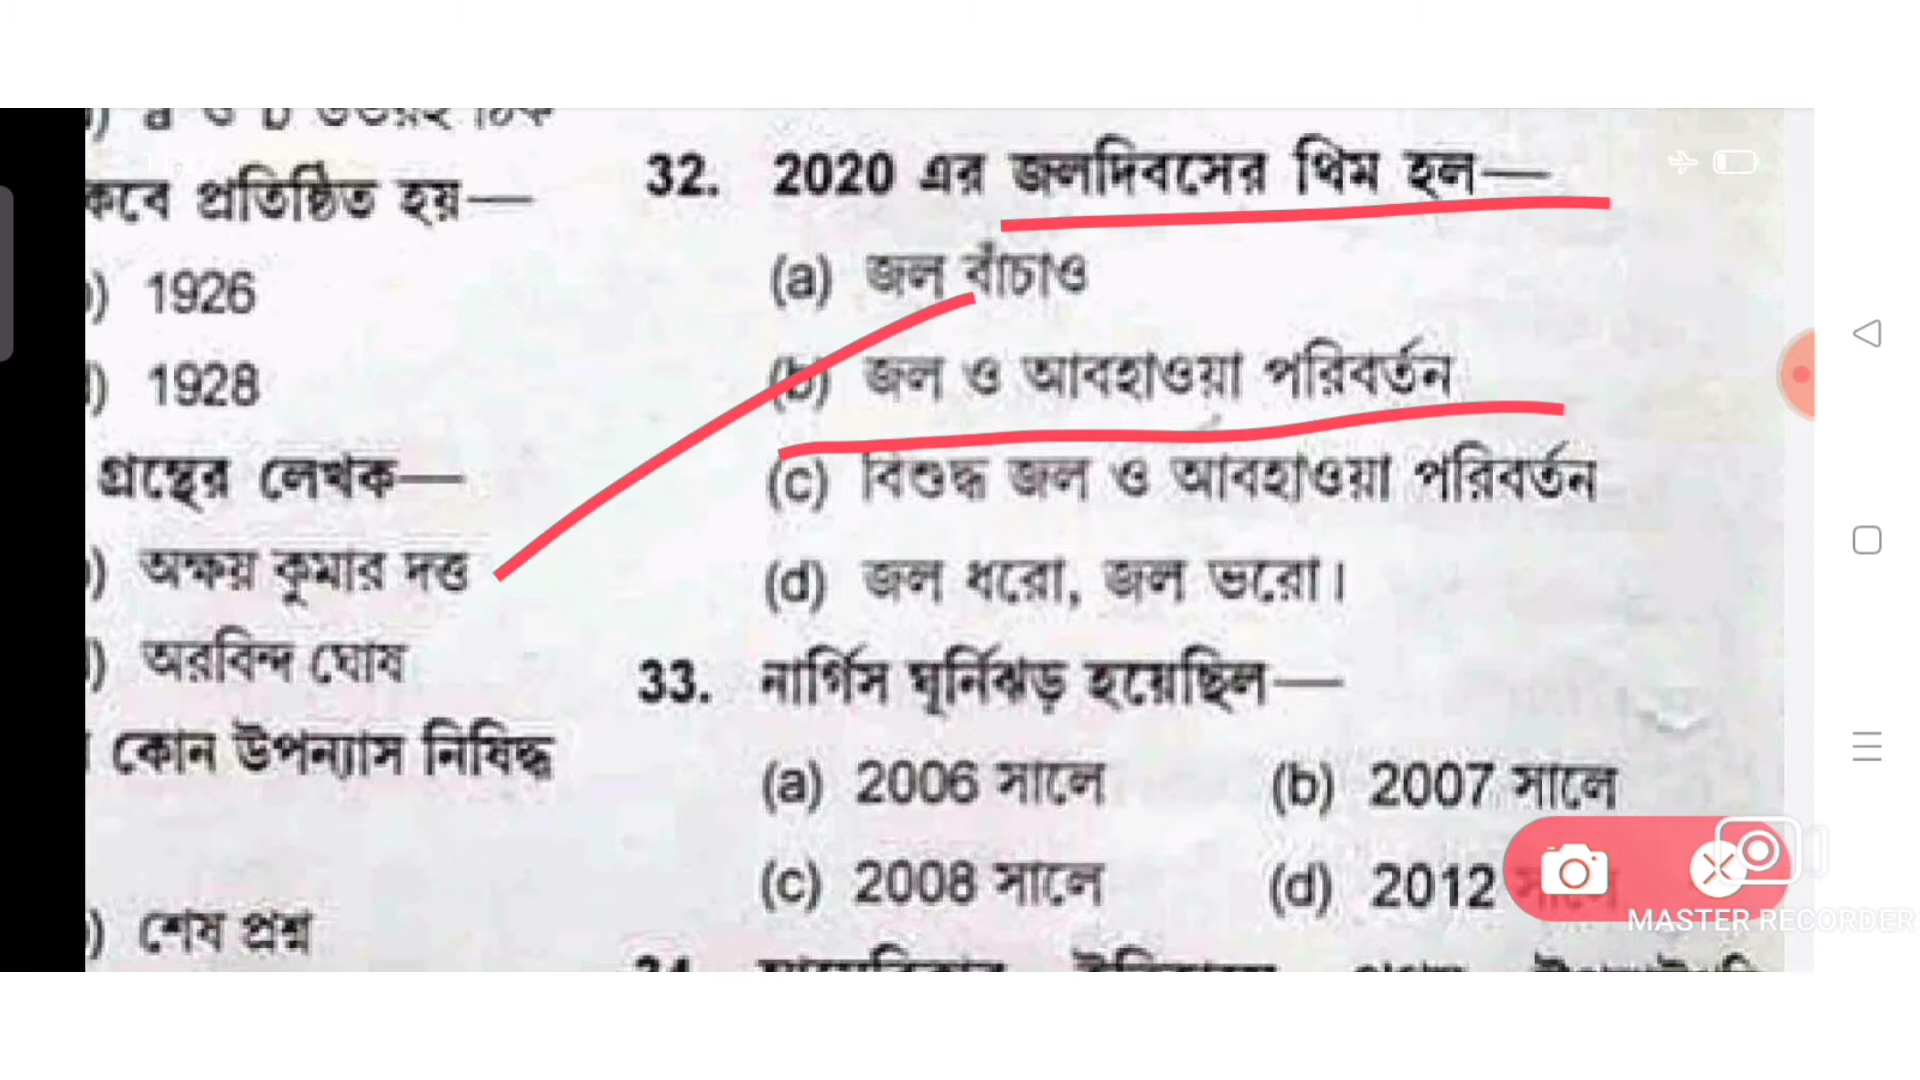 a ও b উভয়ই ঠিক
কবে প্রতিষ্ঠিত হয়—
1926
1928
গ্রন্থের লেখক—
অক্ষয় কুমার দত্ত
অরবিন্দ ঘোষ
কোন উপন্যাস নিষিদ্ধ
শেষ প্রশ্ন
32. 2020 এর জলদিবসের থিম হল—
(a) জল বাঁচাও
(b) জল ও আবহাওয়া পরিবর্তন
(c) বিশুদ্ধ জল ও আবহাওয়া পরিবর্তন
(d) জল ধরো, জল ভরো।
33. নার্গিস ঘূর্নিঝড় হয়েছিল—
(a) 2006 সালে (b) 2007 সালে
(c) 2008 সালে (d) 2012 সালে
MASTER RECORDER